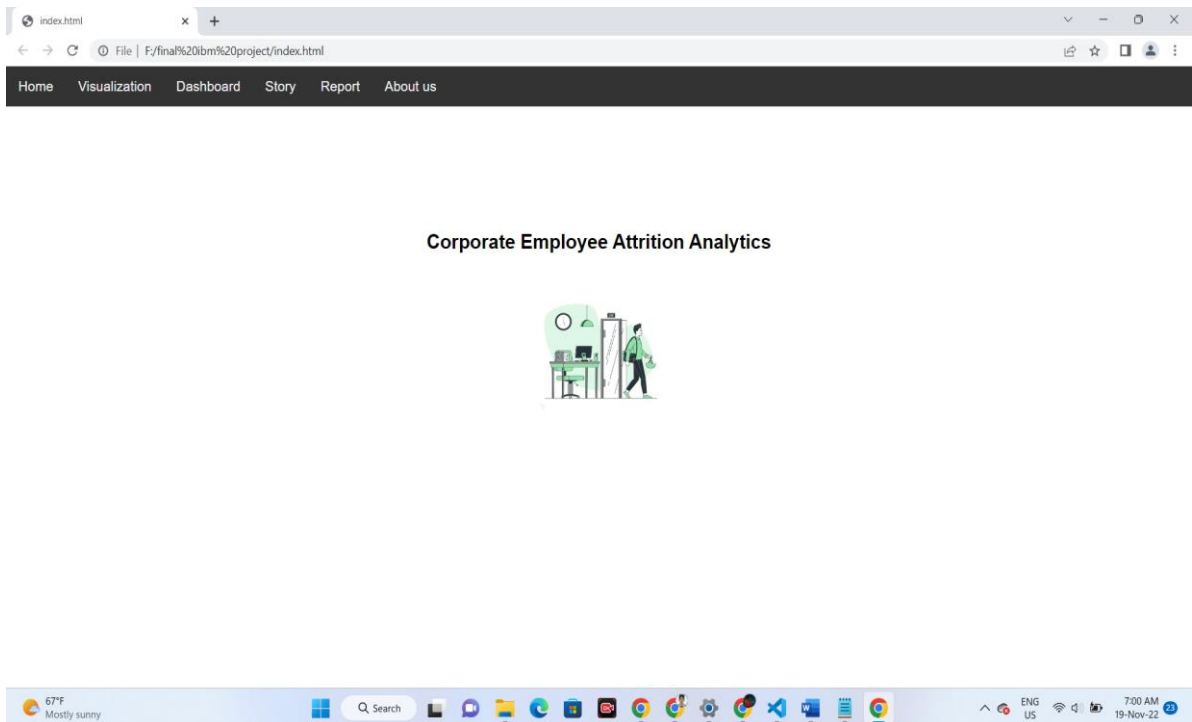 index.html
File | F:/final%20ibm%20project/index.html
Home Visualization Dashboard Story Report About us
Corporate Employee Attrition Analytics
67°F
Mostly sunny
Search
ENG
US
7:00 AM
19-Nov-22
23